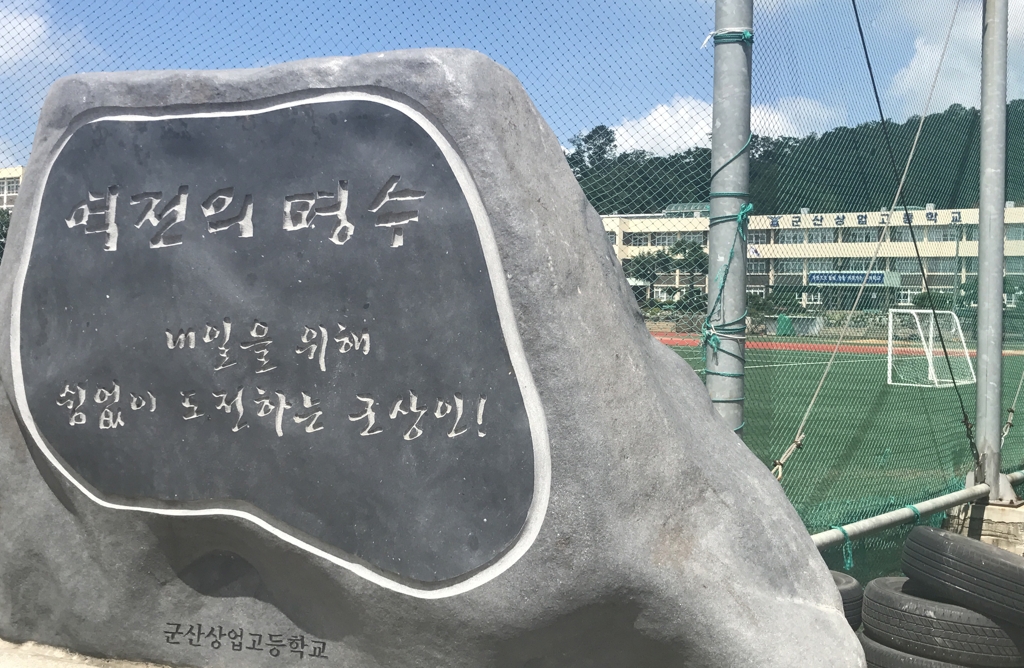 역전의 명수
내일을 위해
쉼없이 도전하는 군상인!
군산상업고등학교
군산상업고등학교